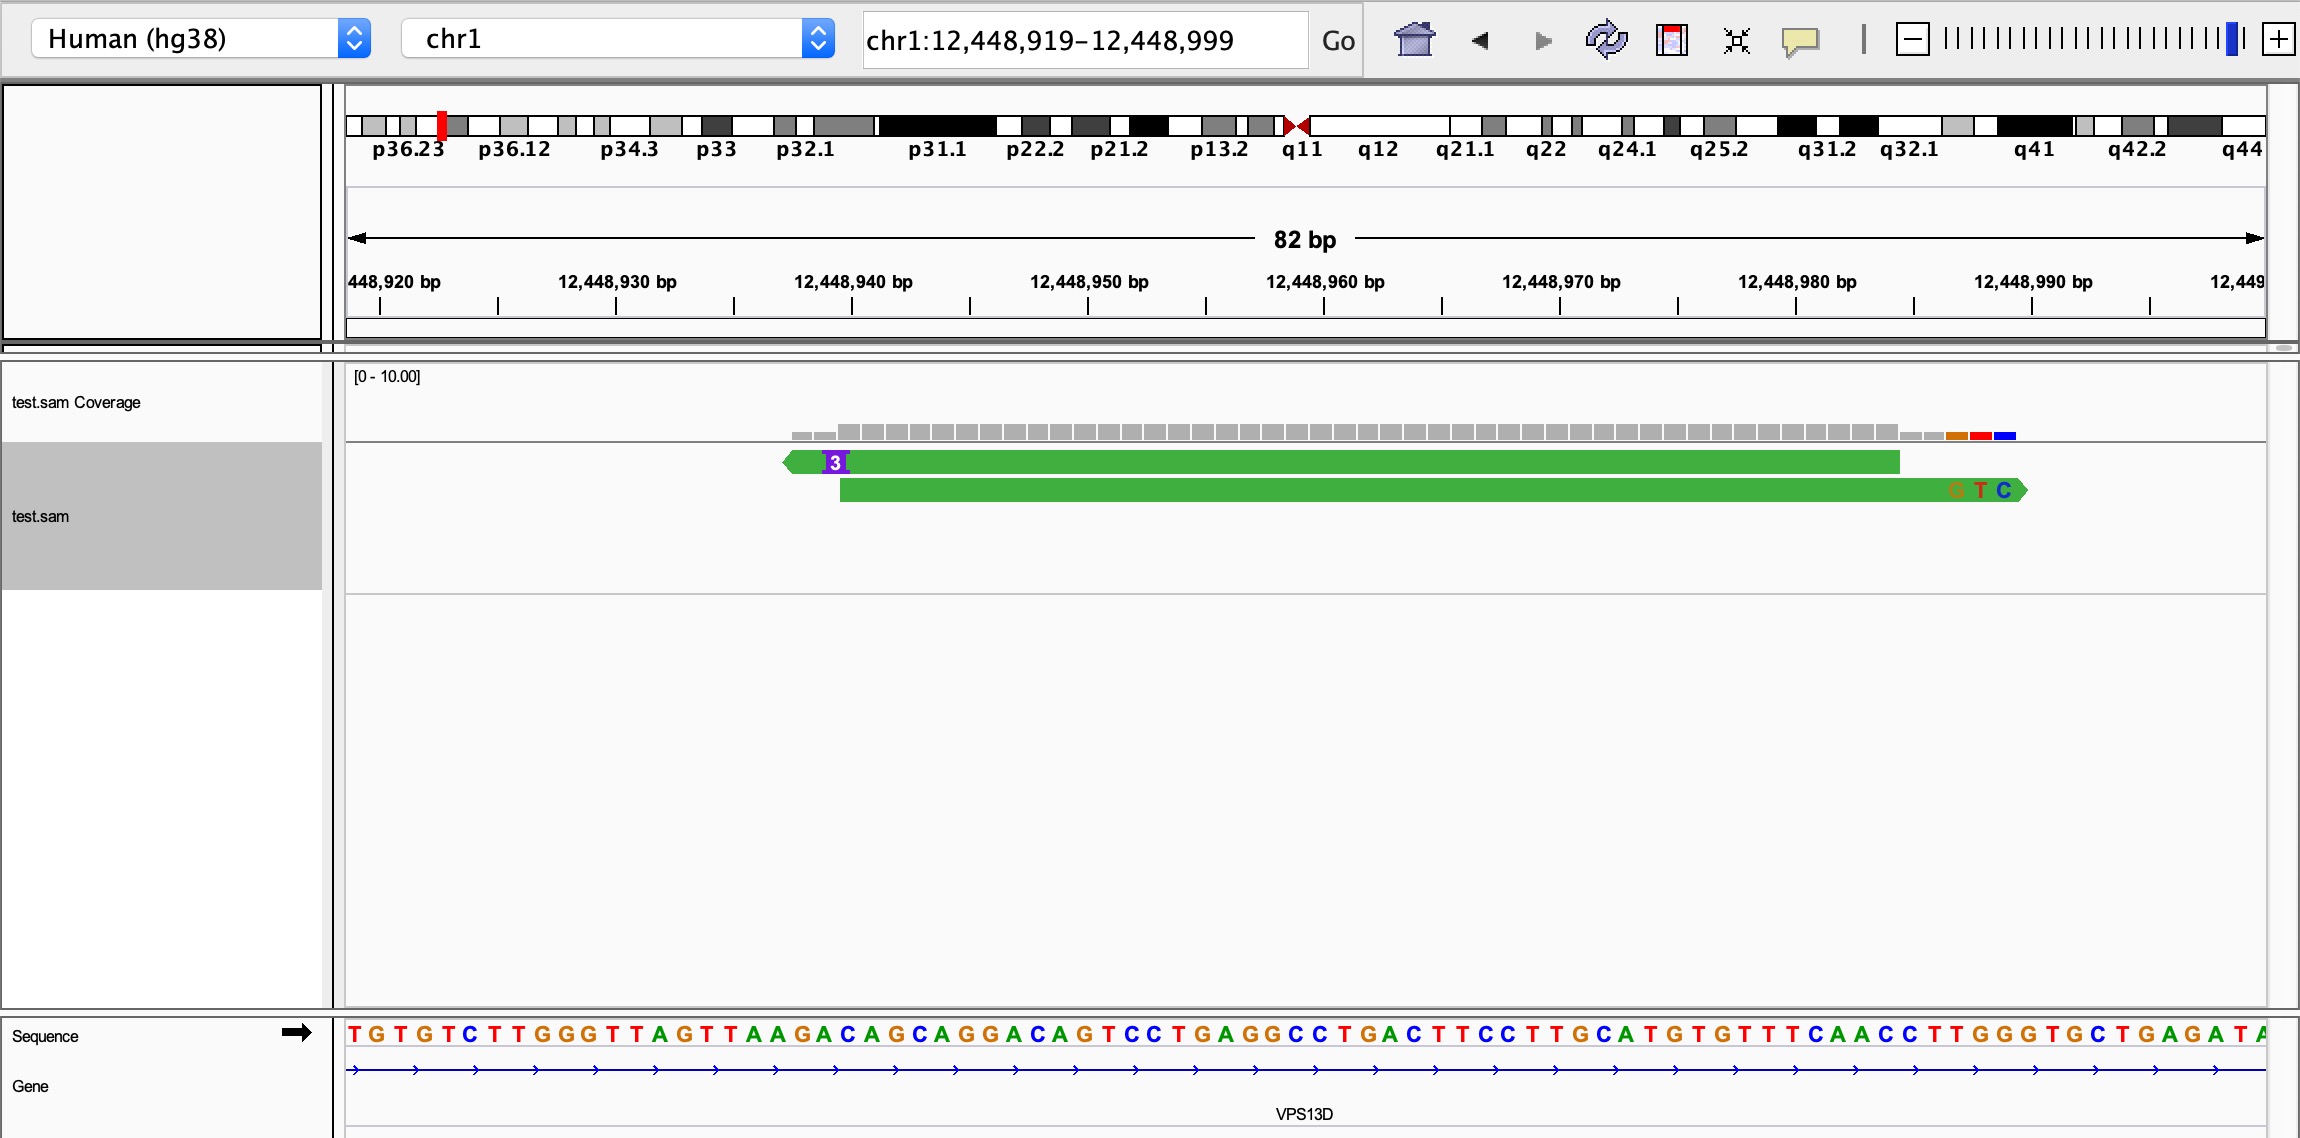 Human (hg38) chr1 chr1:12,448,919-12,448,999 Go
p36.23 p36.12 p34.3 p33 p32.1 p31.1 p22.2 p21.2 p13.2 q11 q12 q21.1 q22 q24.1 q25.2 q31.2 q32.1 q41 q42.2 q44
82 bp
448,920 bp 12,448,930 bp 12,448,940 bp 12,448,950 bp 12,448,960 bp 12,448,970 bp 12,448,980 bp 12,448,990 bp 12,449
[0 - 10.00]
test.sam Coverage
3
G T C
test.sam
Sequence T G T G T C T T G G G T T A G T T A A G A C A G C A G G A C A G T C C T G A G G C C T G A C T T C C T T G C A T G T G T T T C A A C C T T G G G T G C T G A G A T A
Gene
VPS13D